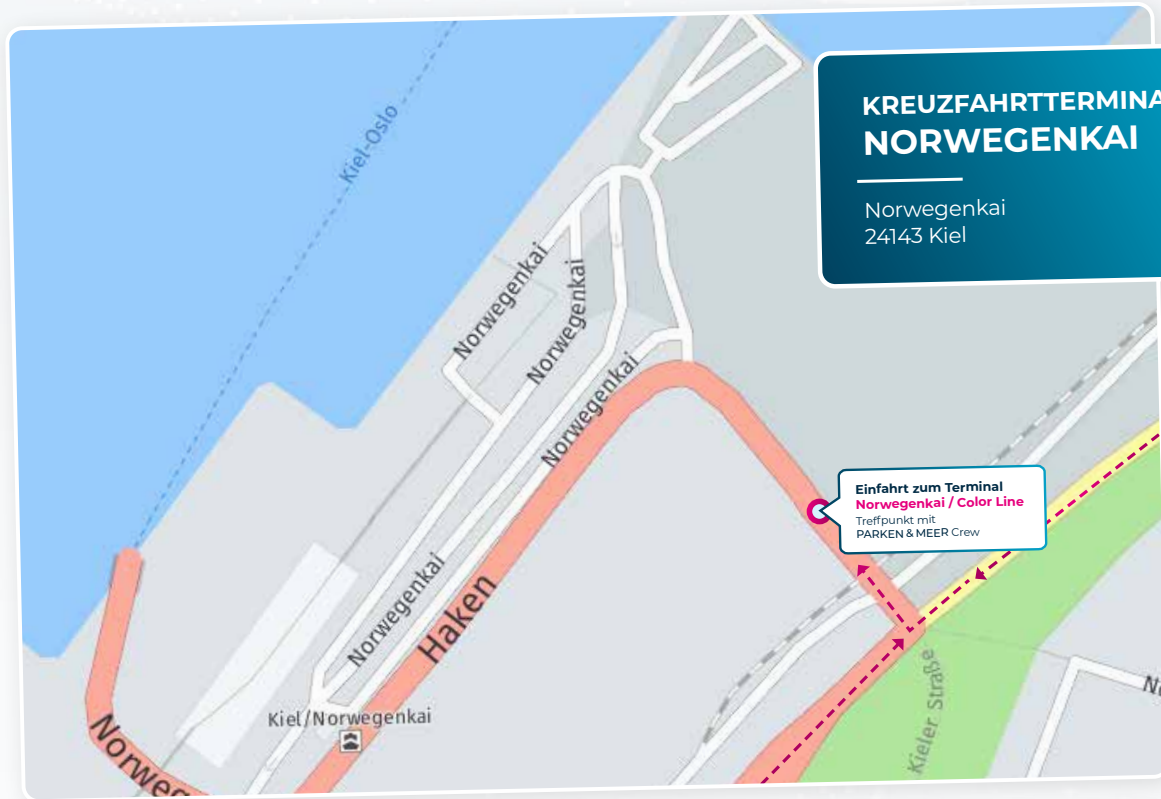 KREUZFAHRTTERMINA
NORWEGENKAI
Norwegenkai
24143 Kiel
Kiel-Oslo
Norwegenkai
Norwegenkai
Norwegenkai
Norwegenkai
Haken
Einfahrt zum Terminal
Norwegenkai / Color Line
Treffpunkt mit
PARKEN & MEER Crew
Kiel/Norwegenkai
Kieler Straße
Norweg